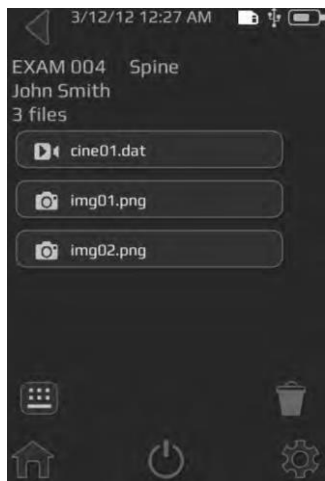 3/12/12 12:27 AM
EXAM 004 Spine
John Smith
3 files
cine01.dat
img01.png
img02.png